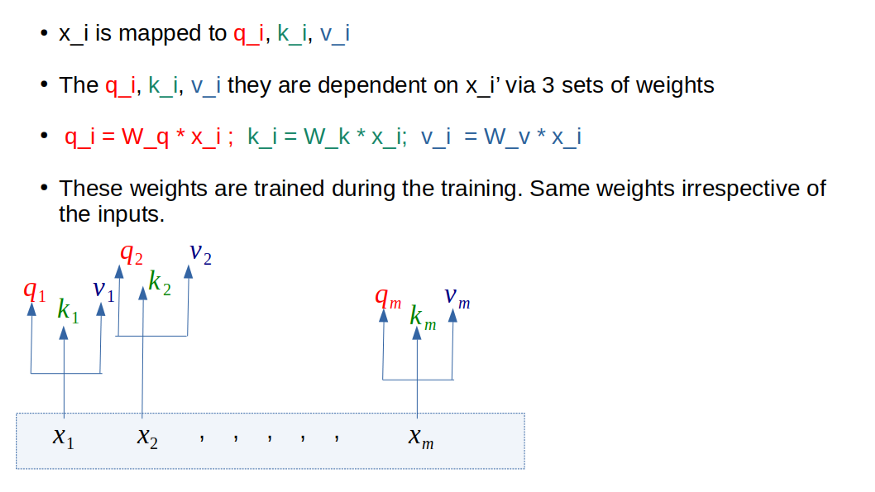 • x_i is mapped to q_i, k_i, v_i
• The q_i, k_i, v_i they are dependent on x_i’ via 3 sets of weights
• q_i = W_q * x_i ; k_i = W_k * x_i; v_i = W_v * x_i
• These weights are trained during the training. Same weights irrespective of
the inputs.
q₂ v₂
q₁ k₁ v₁ k₂ qₘ kₘ vₘ
x₁ x₂ , , , , , xₘ